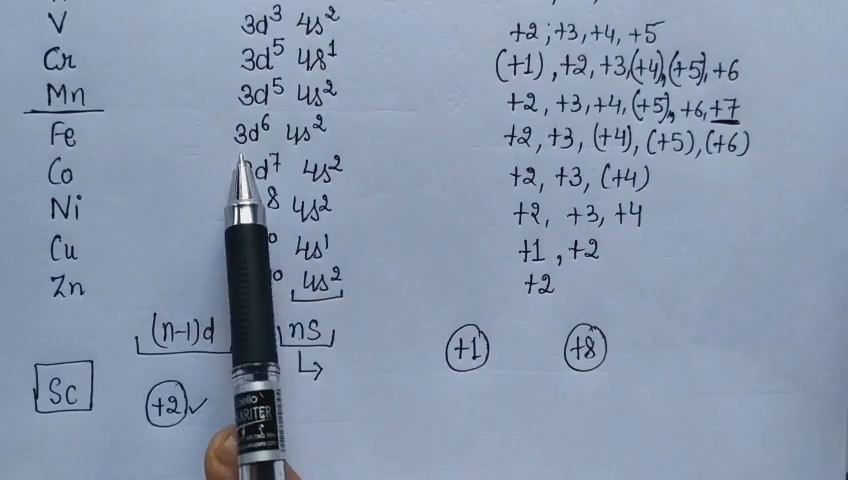 V 3d³ 4s² +2; +3, +4, +5
Cr 3d⁵ 4s¹ (+1), +2, +3, (+4), (+5), +6
Mn 3d⁵ 4s² +2, +3, +4, (+5), +6, +7
Fe 3d⁶ 4s² +2, +3, (+4), (+5), (+6)
Co d⁷ 4s² +2, +3, (+4)
Ni ⁸ 4s² +2, +3, +4
Cu ⁰ 4s¹ +1, +2
Zn ⁰ 4s² +2
(n-1)d ns +1 +8
Sc +2 ✓
WRITER